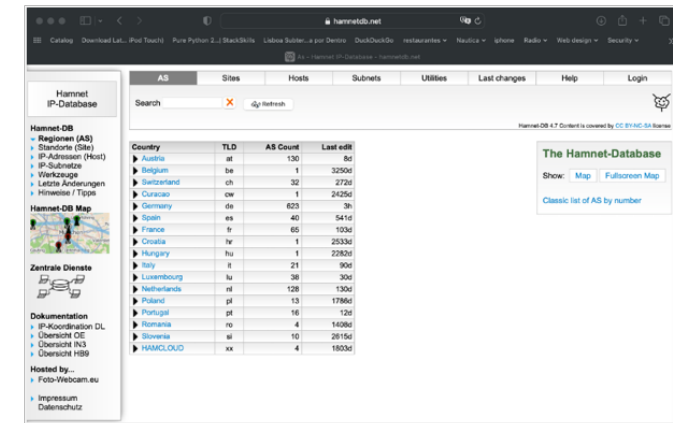 hamnetdb.net
Catalog Download Lat... iPod Touch) Pure Python 2...| StackSkills Lisboa Subter...a por Dentro DuckDuckGo restaurantes Nautica iphone Radio Web design Security
As - Hamnet IP-Database - hamnetdb.net
Hamnet
IP-Database
AS Sites Hosts Subnets Utilities Last changes Help Login
Search Refresh
Hamnet-DB 4.7 Content is covered by CC BY-NC-SA license
Hamnet-DB
Regionen (AS)
Standorte (Site)
IP-Adressen (Host)
IP-Subnetze
Werkzeuge
Letzte Änderungen
Hinweise / Tipps
Hamnet-DB Map
Zentrale Dienste
Dokumentation
IP-Koordination DL
Übersicht OE
Übersicht IN3
Übersicht HB9
Hosted by...
Foto-Webcam.eu
Impressum
Datenschutz
Country TLD AS Count Last edit
Austria at 130 8d
Belgium be 1 3250d
Switzerland ch 32 272d
Curacao cw 1 2425d
Germany de 623 3h
Spain es 40 541d
France fr 65 103d
Croatia hr 1 2533d
Hungary hu 1 2282d
Italy it 21 90d
Luxembourg lu 38 30d
Netherlands nl 128 130d
Poland pl 13 1786d
Portugal pt 16 12d
Romania ro 4 1408d
Slovenia si 10 2615d
HAMCLOUD xx 4 1803d
The Hamnet-Database
Show: Map Fullscreen Map
Classic list of AS by number